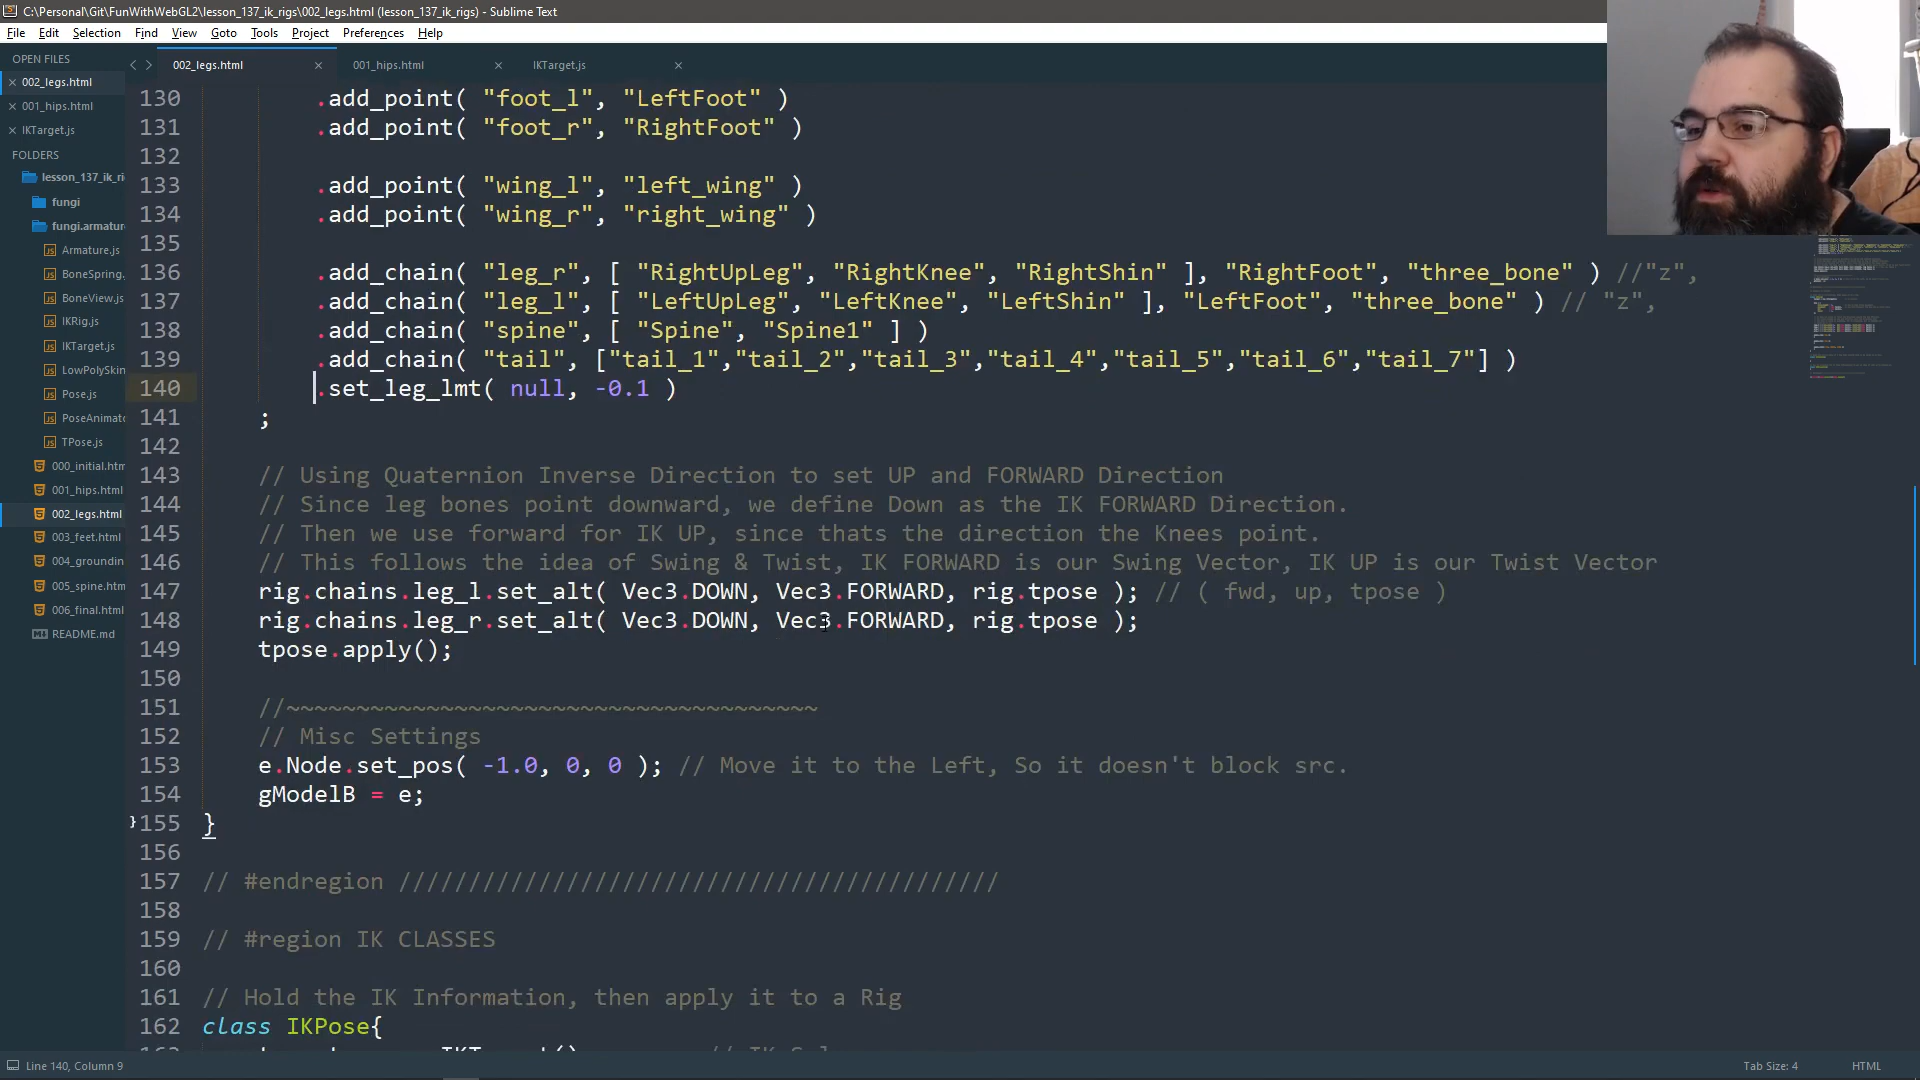 C:\Personal\Git\FunWithWebGL2\lesson_137_ik_rigs\002_legs.html (lesson_137_ik_rigs) - Sublime Text
File Edit Selection Find View Goto Tools Project Preferences Help
OPEN FILES
002_legs.html
001_hips.html
IKTarget.js
FOLDERS
lesson_137_ik_ri
fungi
fungi.armatur
Armature.js
BoneSpring.
BoneView.js
IKRig.js
IKTarget.js
LowPolySkin
Pose.js
PoseAnimato
TPose.js
000_initial.htm
001_hips.html
002_legs.html
003_feet.html
004_groundin
005_spine.htm
006_final.html
README.md
002_legs.html 001_hips.html IKTarget.js
130 .add_point( "foot_l", "LeftFoot" )
131 .add_point( "foot_r", "RightFoot" )
132
133 .add_point( "wing_l", "left_wing" )
134 .add_point( "wing_r", "right_wing" )
135
136 .add_chain( "leg_r", [ "RightUpLeg", "RightKnee", "RightShin" ], "RightFoot", "three_bone" ) //"z",
137 .add_chain( "leg_l", [ "LeftUpLeg", "LeftKnee", "LeftShin" ], "LeftFoot", "three_bone" ) // "z",
138 .add_chain( "spine", [ "Spine", "Spine1" ] )
139 .add_chain( "tail", ["tail_1","tail_2","tail_3","tail_4","tail_5","tail_6","tail_7"] )
140 .set_leg_lmt( null, -0.1 )
141 ;
142
143 // Using Quaternion Inverse Direction to set UP and FORWARD Direction
144 // Since leg bones point downward, we define Down as the IK FORWARD Direction.
145 // Then we use forward for IK UP, since thats the direction the Knees point.
146 // This follows the idea of Swing & Twist, IK FORWARD is our Swing Vector, IK UP is our Twist Vector
147 rig.chains.leg_l.set_alt( Vec3.DOWN, Vec3.FORWARD, rig.tpose ); // ( fwd, up, tpose )
148 rig.chains.leg_r.set_alt( Vec3.DOWN, Vec3.FORWARD, rig.tpose );
149 tpose.apply();
150
151 //~~~~~~~~~~~~~~~~~~~~~~~~~~~~~~~~~~~~~~
152 // Misc Settings
153 e.Node.set_pos( -1.0, 0, 0 ); // Move it to the Left, So it doesn't block src.
154 gModelB = e;
155 }
156
157 // #endregion ///////////////////////////////////////////
158
159 // #region IK CLASSES
160
161 // Hold the IK Information, then apply it to a Rig
162 class IKPose{
Line 140, Column 9
Tab Size: 4 HTML